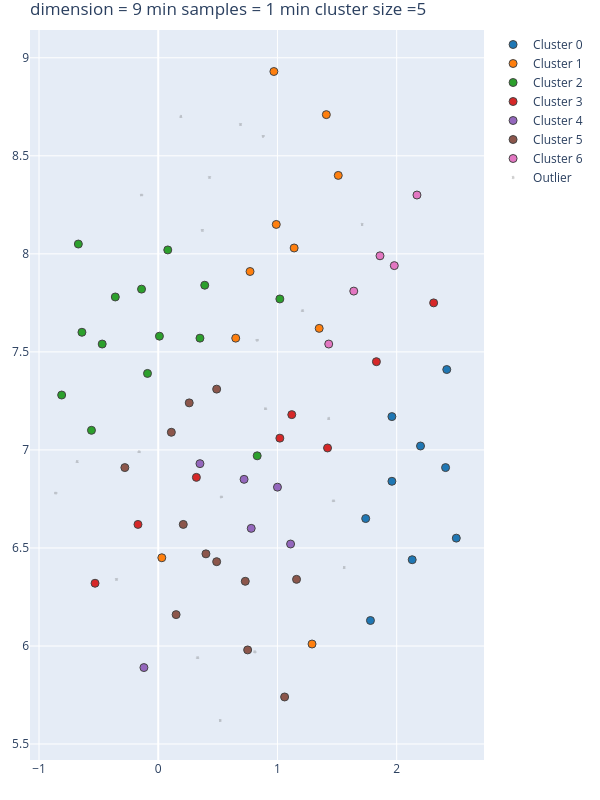 dimension = 9 min samples = 1 min cluster size =5
9
8.5
8
7.5
7
6.5
6
5.5
−1
0
1
2
Cluster 0
Cluster 1
Cluster 2
Cluster 3
Cluster 4
Cluster 5
Cluster 6
Outlier